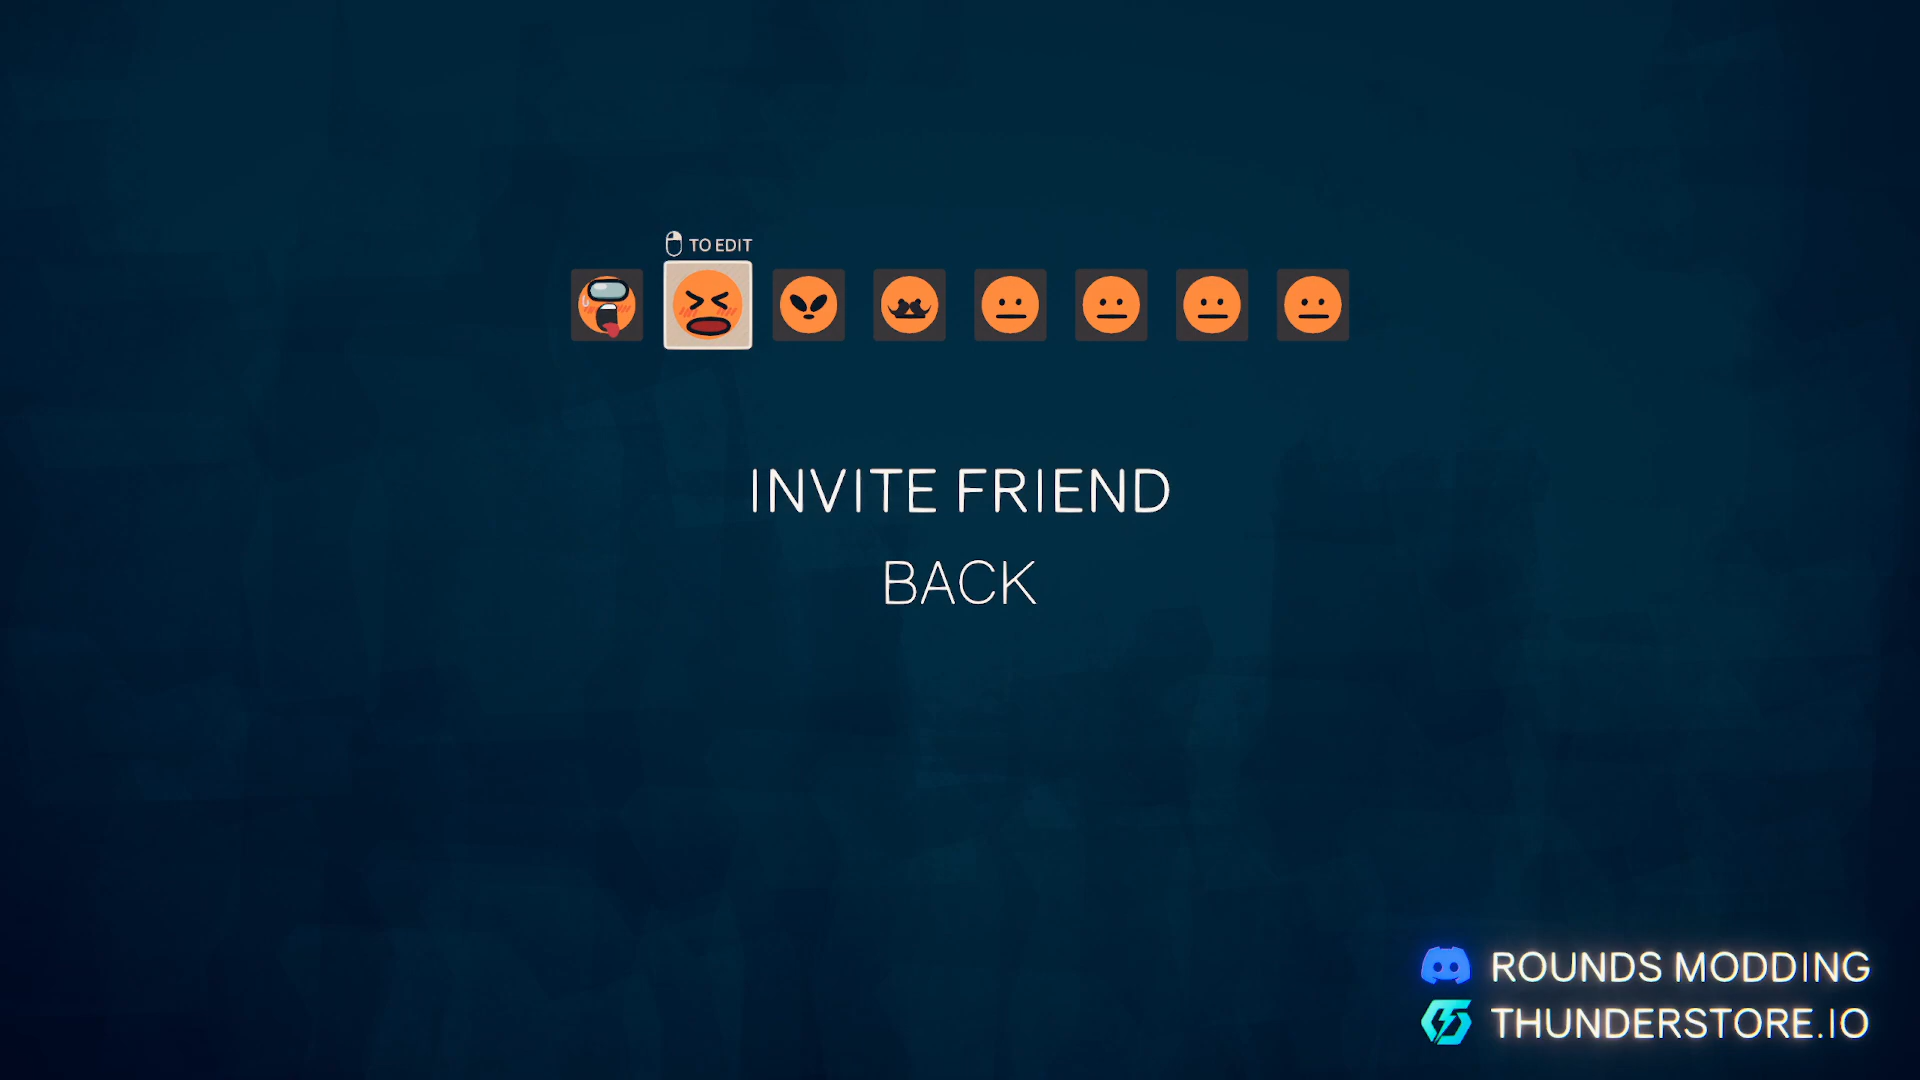 TO EDIT
INVITE FRIEND
BACK
ROUNDS MODDING
THUNDERSTORE.IO